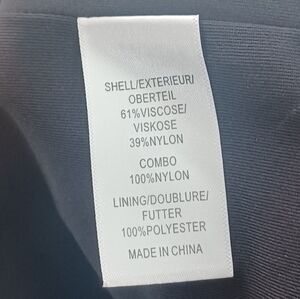 SHELL/EXTERIEUR/
OBERTEIL
61%VISCOSE/
VISKOSE
39%NYLON
COMBO
100%NYLON
LINING/DOUBLURE/
FUTTER
100%POLYESTER
MADE IN CHINA